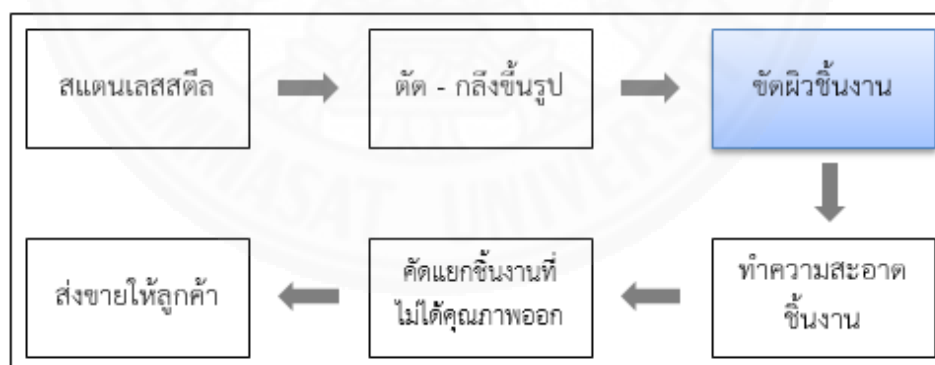 สแตนเลสสตีล
ตัด - กลึงขึ้นรูป
ขัดผิวชิ้นงาน
ทำความสะอาด
ชิ้นงาน
คัดแยกชิ้นงานที่
ไม่ได้คุณภาพออก
ส่งขายให้ลูกค้า